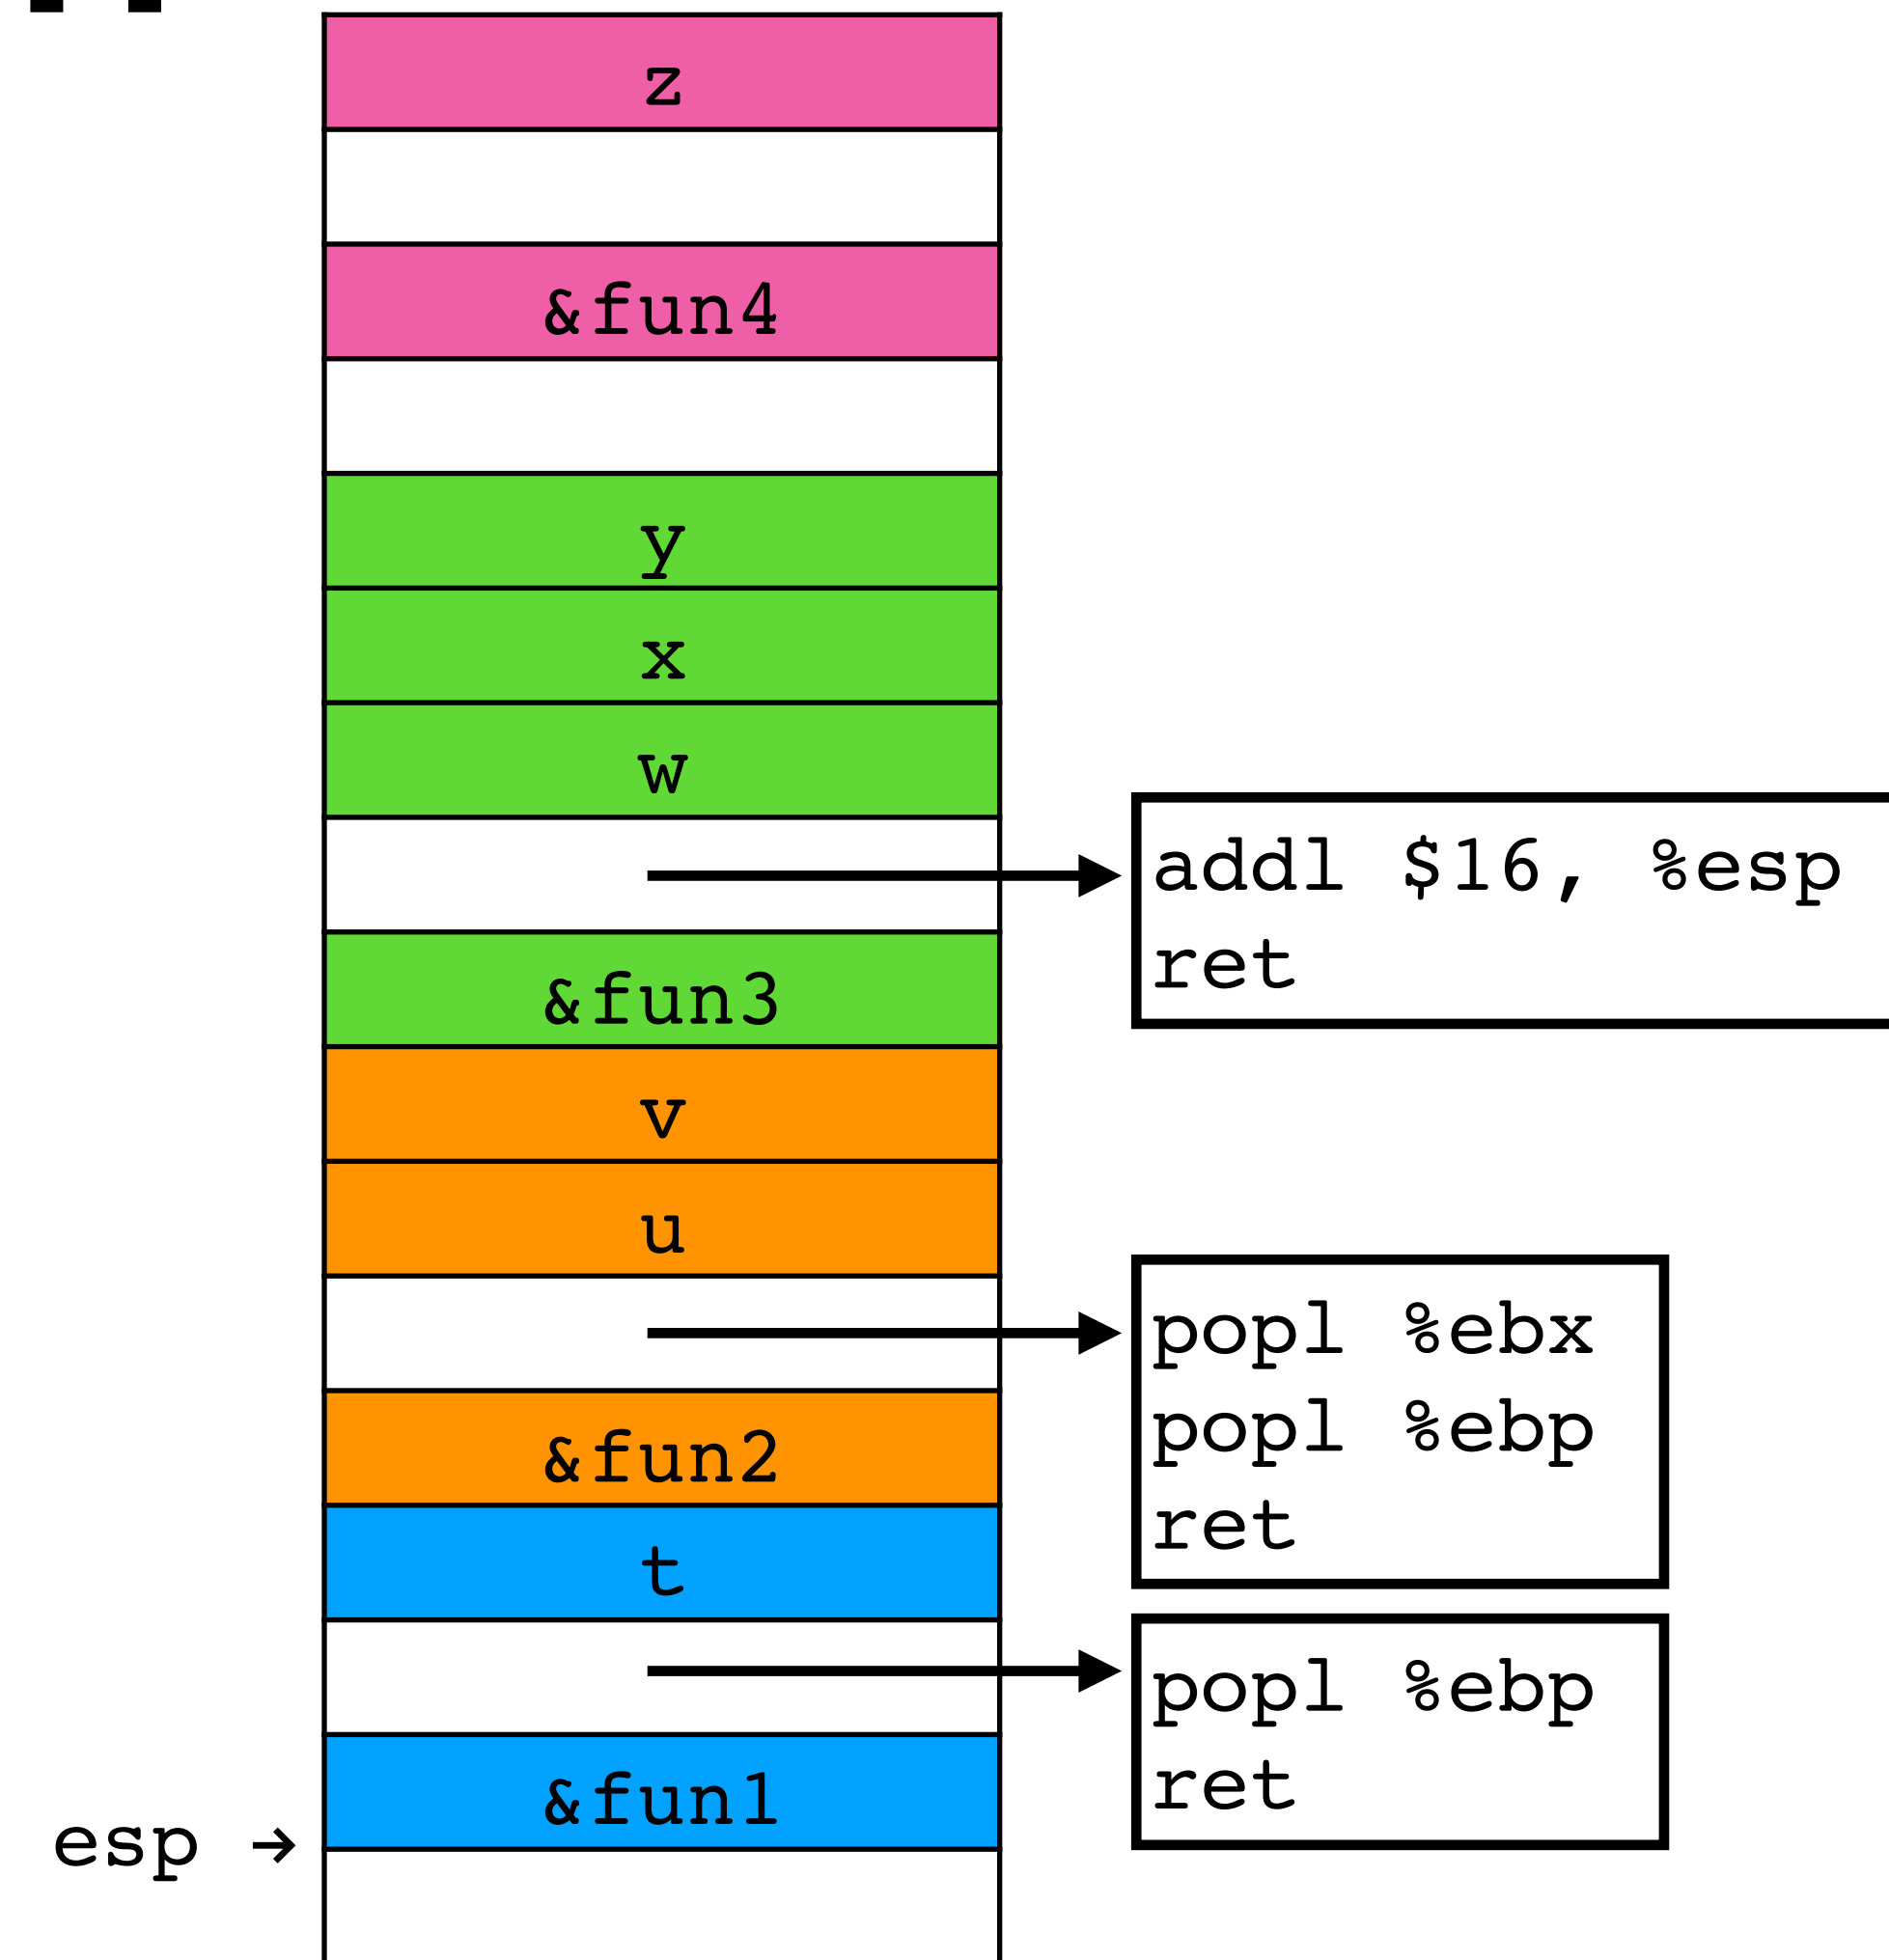 z
&fun4
y
x
w
addl $16, %esp
ret
&fun3
v
u
popl %ebx
popl %ebp
ret
&fun2
t
popl %ebp
ret
&fun1
esp →